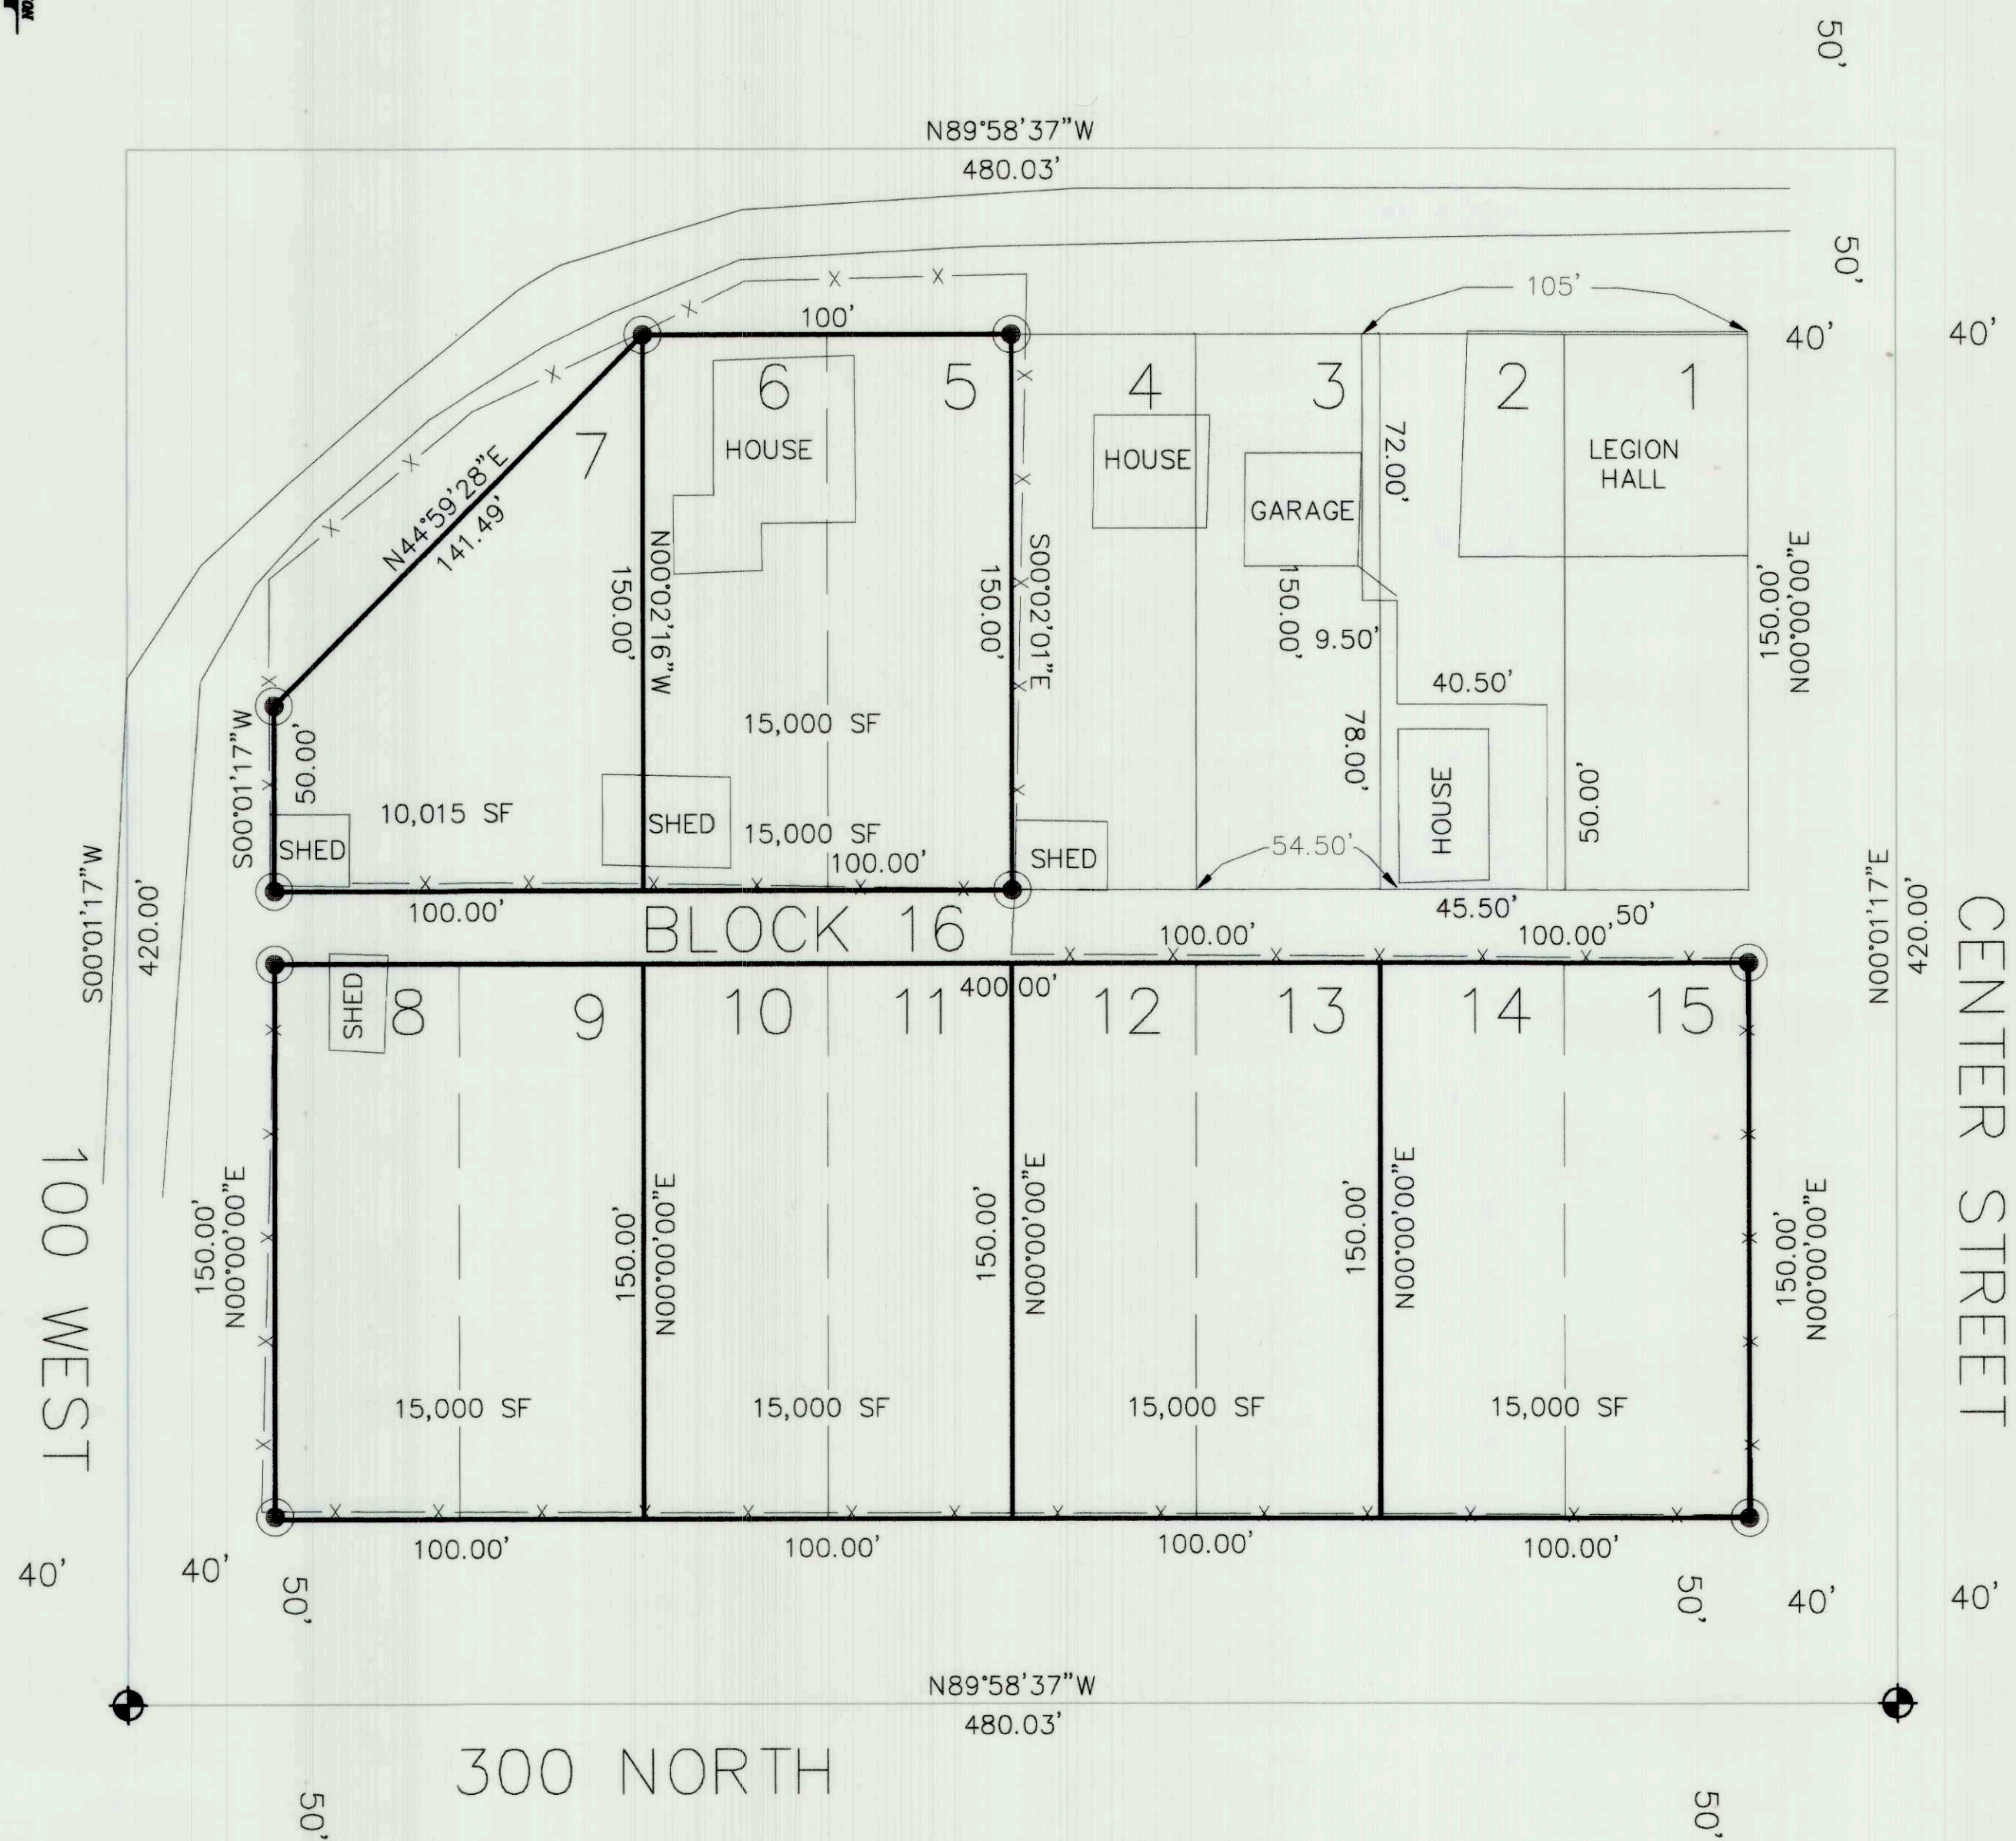 ON
50'
N89°58'37"W
480.03'
50'
105'
100'
40'
40'
6
5
4
3
2
1
7
HOUSE
HOUSE
GARAGE
LEGION
HALL
72.00'
N44°59'28"E
141.49'
N00°02'16"W
150.00'
S00°02'01"E
150.00'
150.00'
9.50'
150.00'
N00°00'00"E
40.50'
S00°01'17"W
50.00'
15,000 SF
78.00'
HOUSE
50.00'
10,015 SF
SHED
SHED
15,000 SF
100.00'
SHED
54.50'
S00°01'17"W
420.00'
100.00'
BLOCK 16
100.00'
45.50'
100.00'
50'
N00°01'17"E
420.00'
CENTER STREET
400.00'
SHED
8
9
10
11
12
13
14
15
100 WEST
150.00'
N00°00'00"E
150.00'
N00°00'00"E
150.00'
N00°00'00"E
150.00'
N00°00'00"E
150.00'
N00°00'00"E
15,000 SF
15,000 SF
15,000 SF
15,000 SF
100.00'
100.00'
100.00'
100.00'
40'
40'
50'
50'
40'
40'
N89°58'37"W
480.03'
300 NORTH
50'
50'